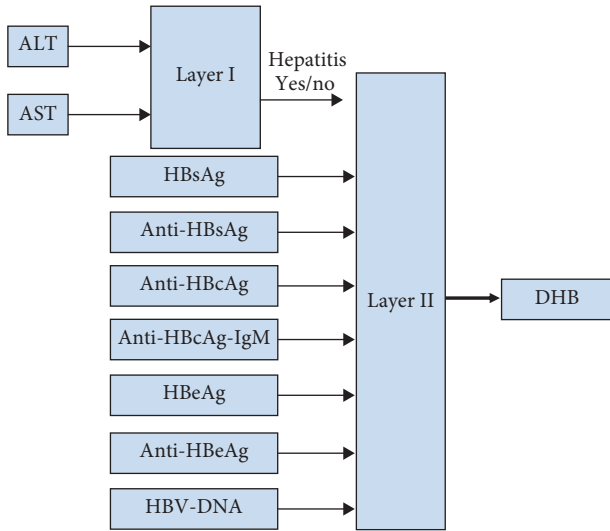 ALT
AST
Layer I
Hepatitis
Yes/no
HBsAg
Anti-HBsAg
Anti-HBcAg
Anti-HBcAg-IgM
HBeAg
Anti-HBeAg
HBV-DNA
Layer II
DHB